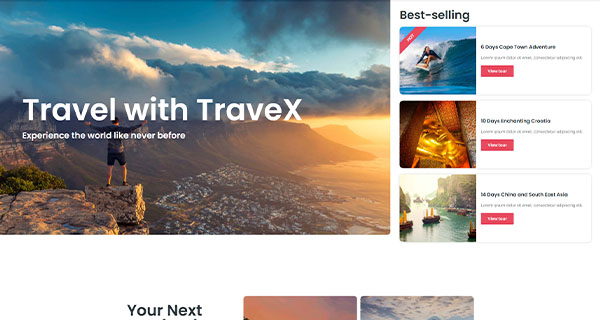 Travel with TraveX
Experience the world like never before
Best-selling
HOT
6 Days Cape Town Adventure
Lorem ipsum dolor sit amet, consectetur adipiscing elit.
View tour
10 Days Enchanting Croatia
Lorem ipsum dolor sit amet, consectetur adipiscing elit.
View tour
14 Days China and South East Asia
Lorem ipsum dolor sit amet, consectetur adipiscing elit.
View tour
Your Next